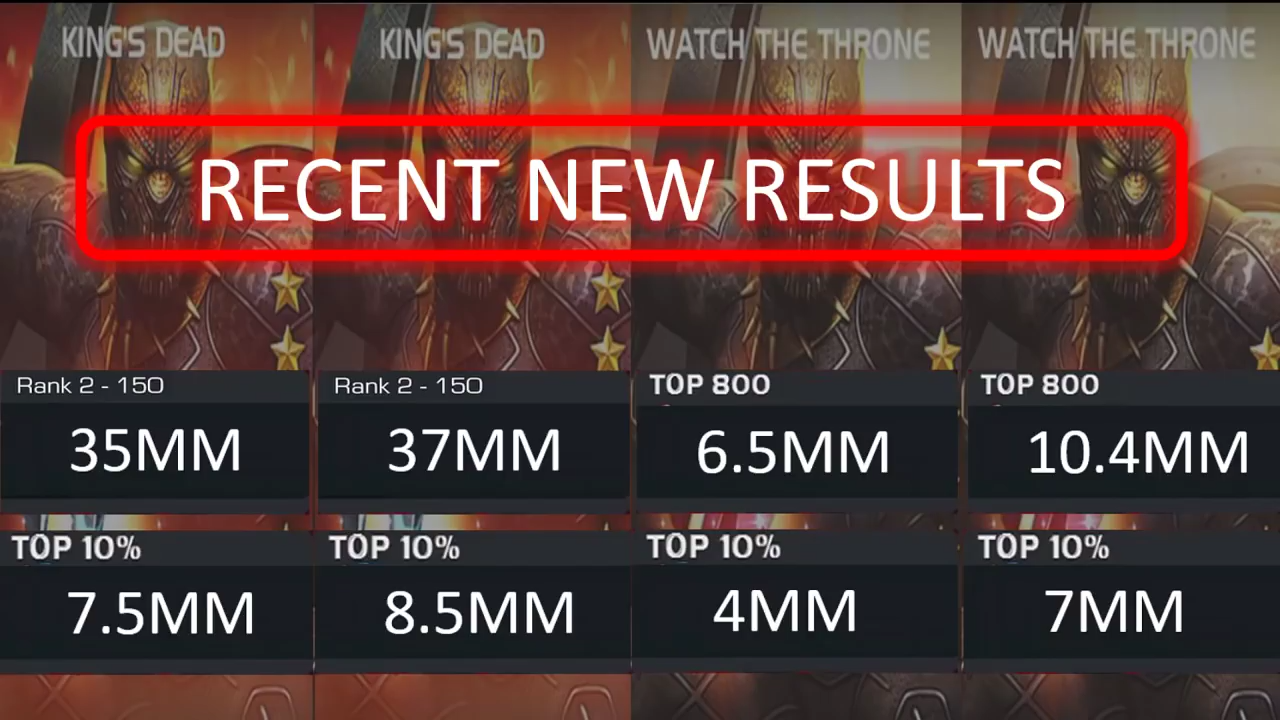 KING'S DEAD
KING'S DEAD
WATCH THE THRONE
WATCH THE THRONE
RECENT NEW RESULTS
Rank 2 - 150
Rank 2 - 150
TOP 800
TOP 800
35MM
37MM
6.5MM
10.4MM
TOP 10%
TOP 10%
TOP 10%
TOP 10%
7.5MM
8.5MM
4MM
7MM